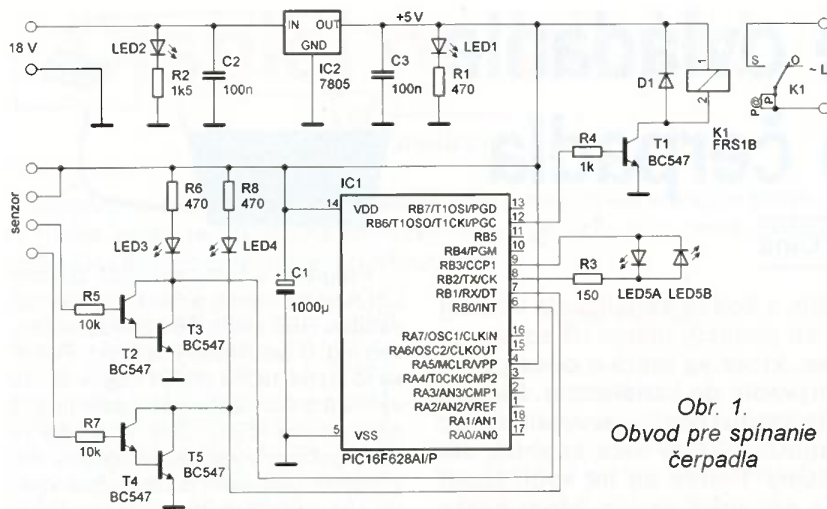 18 V
LED2
R2
1k5
C2
100n
IN OUT
GND
IC2
7805
+5 V
C3
100n
LED1
R1
470
D1
1
2
K1
FRS1B
S O
P
K1
~ L
R4
1k
T1
BC547
senzor
R6
470
R8
470
LED3
LED4
C1
+
1000µ
R5
10k
T2
BC547
T3
BC547
R7
10k
T4
BC547
T5
BC547
IC1
14 VDD
5 VSS
RB7/T1OSI/PGD 13
RB6/T1OSO/T1CKI/PGC 12
RB5 11
RB4/PGM 10
RB3/CCP1 9
RB2/TX/CK 8
RB1/RX/DT 7
RB0/INT 6
RA7/OSC1/CLKIN 16
RA6/OSC2/CLKOUT 15
RA5/MCLR/VPP 4
RA4/T0CKI/CMP2 3
RA3/AN3/CMP1 2
RA2/AN2/VREF 1
RA1/AN1 18
RA0/AN0 17
PIC16F628AI/P
R3
150
LED5A LED5B
Obr. 1.
Obvod pre spínanie
čerpadla